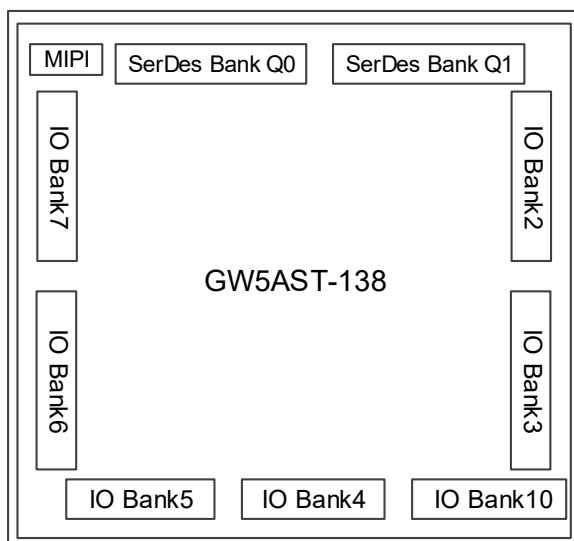 MIPI
SerDes Bank Q0
SerDes Bank Q1
IO Bank7
IO Bank2
GW5AST-138
IO Bank6
IO Bank3
IO Bank5
IO Bank4
IO Bank10